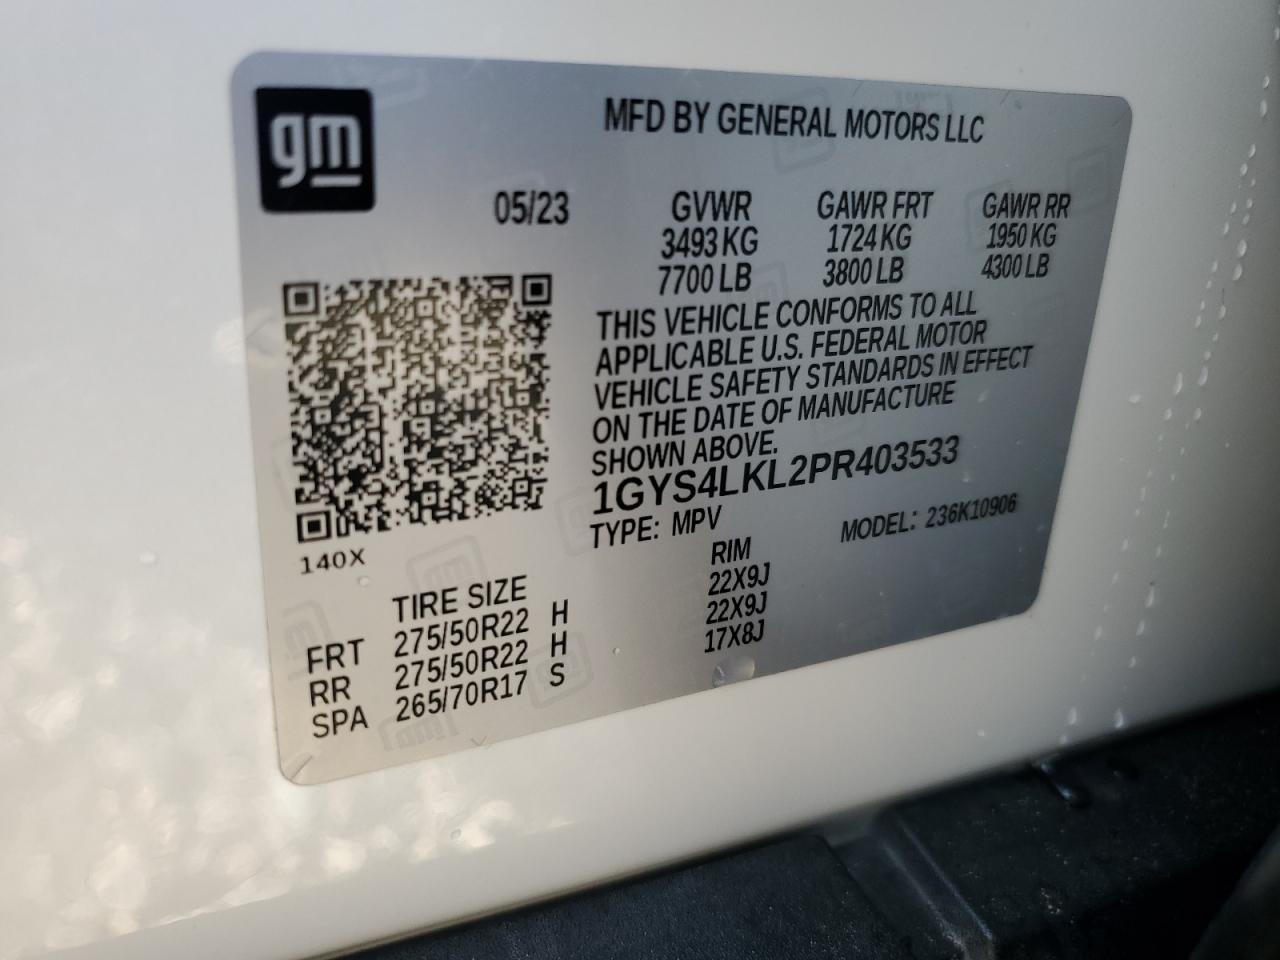 gm
MFD BY GENERAL MOTORS LLC
05/23
GVWR GAWR FRT GAWR RR
3493 KG 1724 KG 1950 KG
7700 LB 3800 LB 4300 LB
THIS VEHICLE CONFORMS TO ALL
APPLICABLE U.S. FEDERAL MOTOR
VEHICLE SAFETY STANDARDS IN EFFECT
ON THE DATE OF MANUFACTURE
SHOWN ABOVE.
1GYS4LKL2PR403533
TYPE: MPV MODEL: 236K10906
140X
TIRE SIZE RIM
FRT 275/50R22 H 22X9J
RR 275/50R22 H 22X9J
SPA 265/70R17 S 17X8J